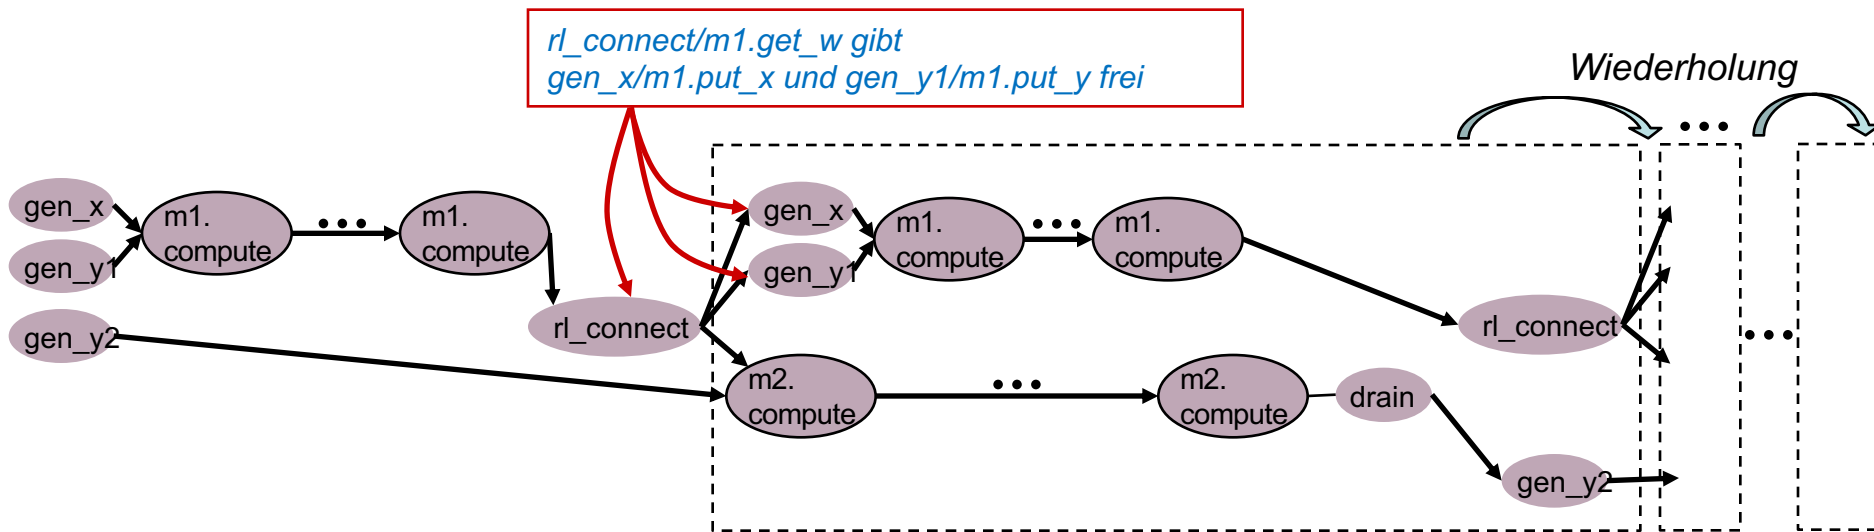 rl_connect/m1.get_w gibt
gen_x/m1.put_x und gen_y1/m1.put_y frei
Wiederholung
gen_x
gen_y1
m1.
compute
m1.
compute
gen_y2
rl_connect
gen_x
gen_y1
m1.
compute
m1.
compute
rl_connect
m2.
compute
m2.
compute
drain
gen_y2